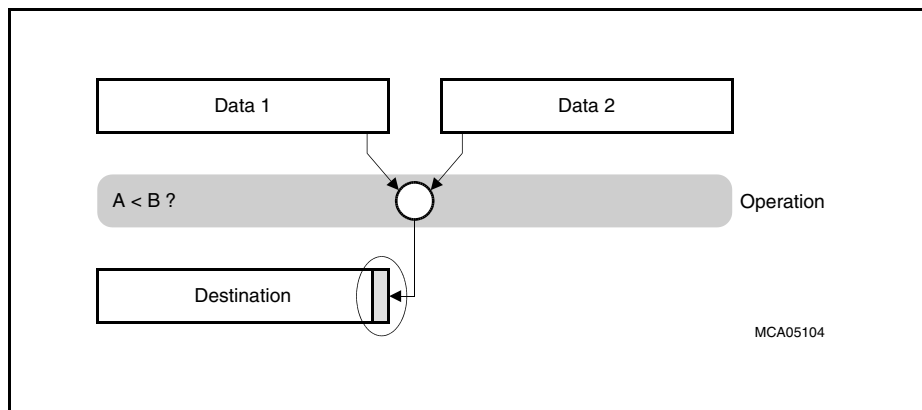 Data 1
Data 2
A < B ?
Operation
Destination
MCA05104